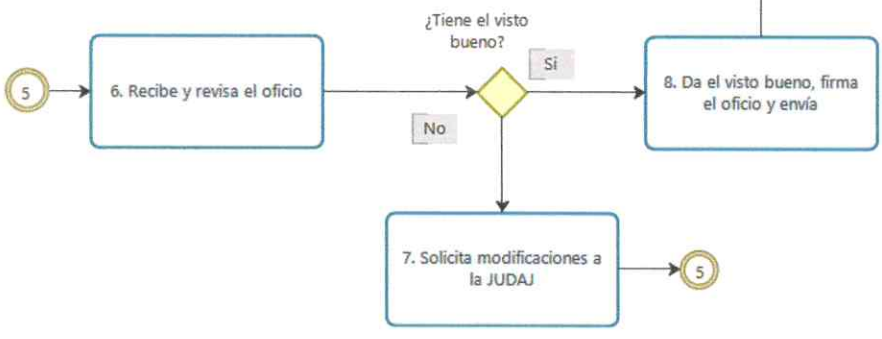 ¿Tiene el visto
bueno?
Si
5
6. Recibe y revisa el oficio
8. Da el visto bueno, firma
el oficio y envía
No
7. Solicita modificaciones a
la JUDAJ
5